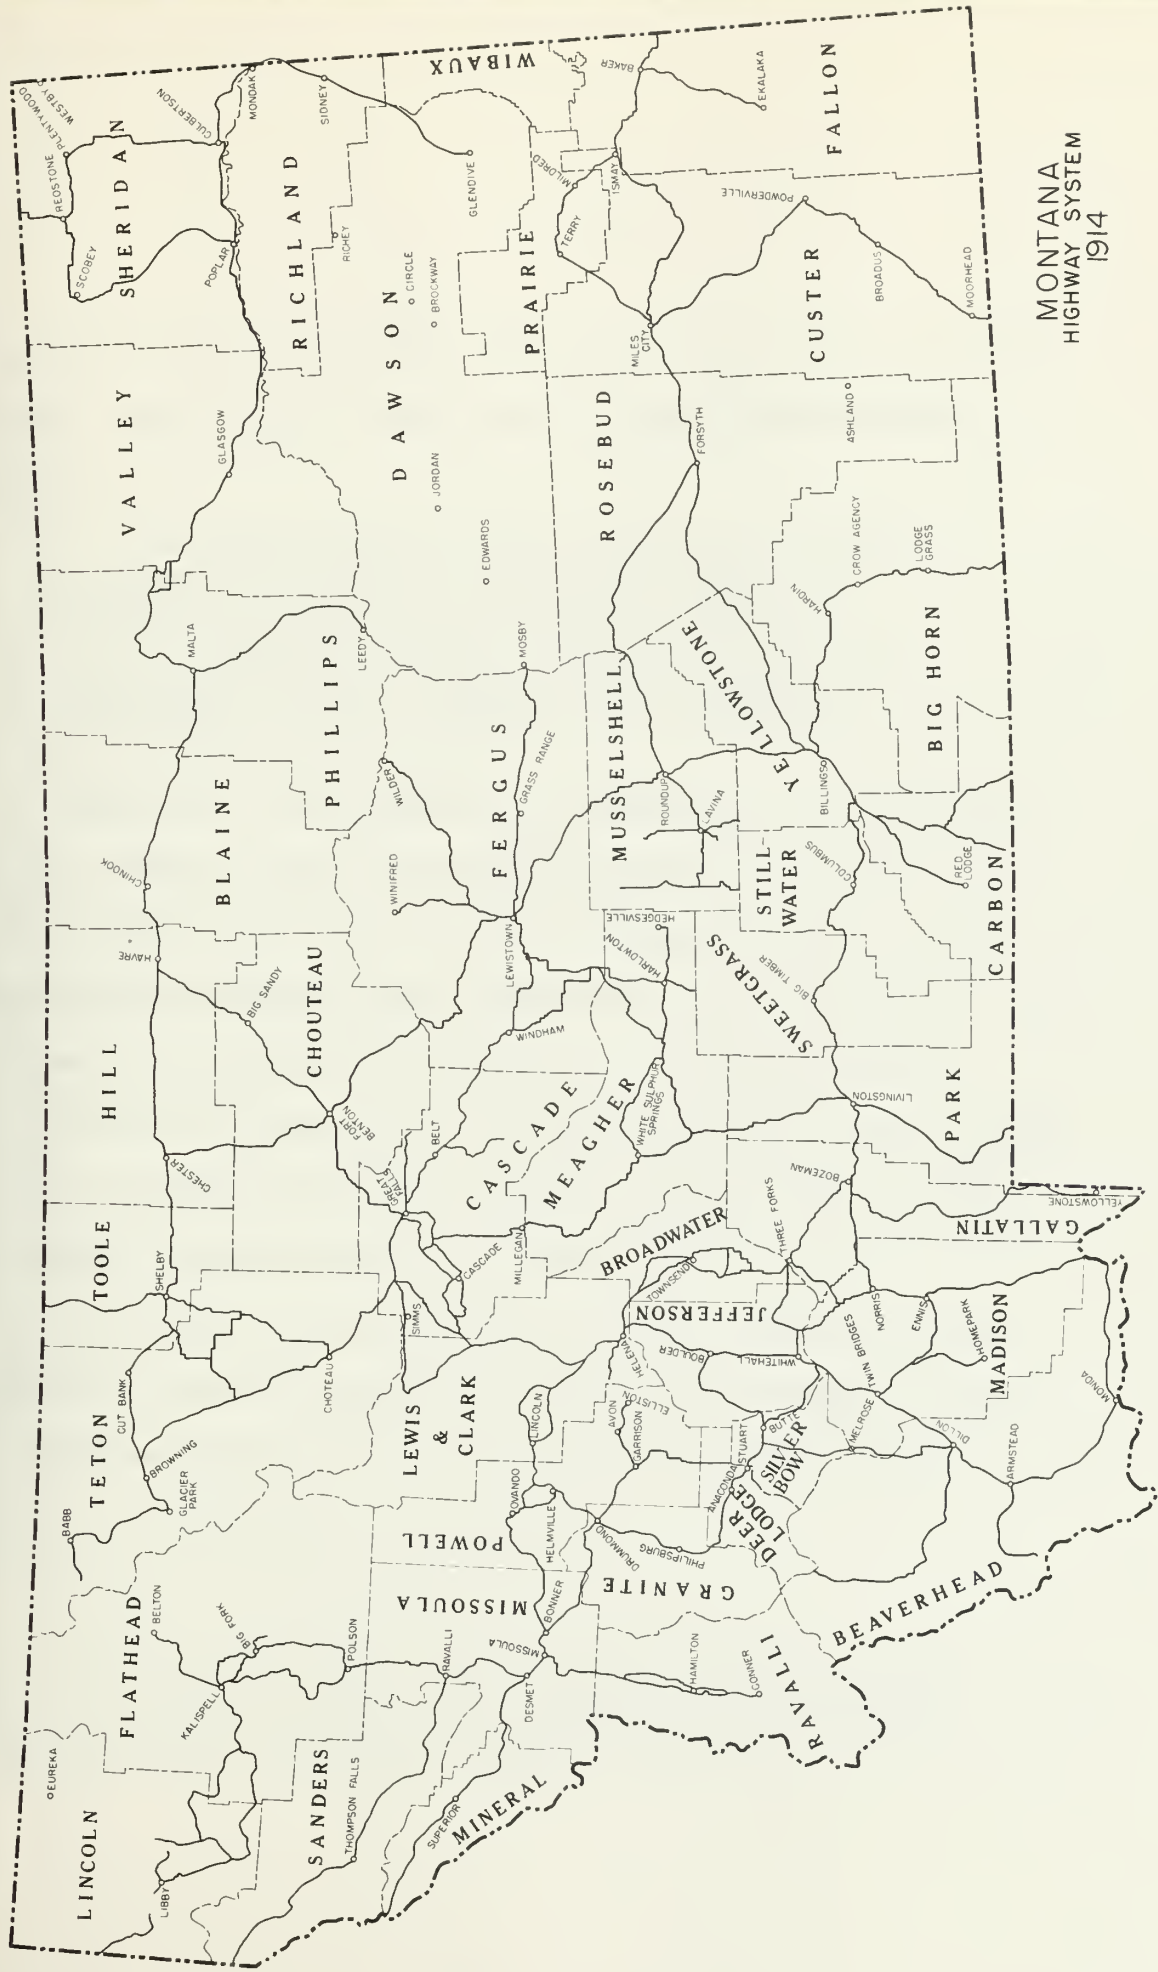 MONTANA
HIGHWAY SYSTEM
1914
LINCOLN
EUREKA
LIBBY
FLATHEAD
KALISPELL
BELTON
BIG FORK
POLSON
SANDERS
THOMPSON FALLS
RAVALLI
MINERAL
SUPERIOR
DESMET
MISSOULA
MISSOULA
BONNER
RAVALLI
HAMILTON
CONNER
TETON
BABB
GLACIER
PARK
BROWNING
CUT BANK
CHOTEAU
TOOLE
SHELBY
HILL
CHESTER
HAVRE
CHOUTEAU
BIG SANDY
FORT
BENTON
BLAINE
CHINOOK
PHILLIPS
MALTA
LEEDY
VALLEY
GLASGOW
SHERIDAN
SCOBEY
REDSTONE
PLENTYWOOD
WESTBY
CULBERTSON
POPLAR
RICHLAND
MONDAK
SIDNEY
RICHEY
DAWSON
CIRCLE
BROCKWAY
JORDAN
EDWARDS
GLENDIVE
WIBAUX
PRAIRIE
MILDRED
TERRY
ISMAY
FALLON
BAKER
EKALAKA
CUSTER
MILES
CITY
POWDERVILLE
BROADUS
MOORHEAD
ROSEBUD
FORSYTH
ASHLAND
BIG HORN
HARDIN
CROW AGENCY
LODGE
GRASS
YELLOWSTONE
BILLINGS
MUSSELSHELL
ROUNDUP
LAVINA
FERGUS
WILDER
WINIFRED
GRASS RANGE
MOSBY
LEWISTOWN
WINDHAM
CASCADE
GREAT
FALLS
BELT
CASCADE
MILLEGAN
MEAGHER
WHITE SULPHUR
SPRINGS
HARLOWTON
HEDGESVILLE
STILL-
WATER
COLUMBUS
SWEETGRASS
BIG TIMBER
CARBON
RED
LODGE
PARK
LIVINGSTON
GALLATIN
BOZEMAN
THREE FORKS
YELLOWSTONE
BROADWATER
TOWNSEND
JEFFERSON
BOULDER
WHITEHALL
LEWIS
&
CLARK
SIMMS
LINCOLN
HELENA
POWELL
OVANDO
HELMVILLE
AVON
ELLISTON
GARRISON
GRANITE
DRUMMOND
PHILIPSBURG
DEER
LODGE
ANACONDA
STUART
SILVER
BOW
BUTTE
MELROSE
MADISON
TWIN BRIDGES
NORRIS
ENNIS
HOMEPARK
BEAVERHEAD
DILLON
ARMSTEAD
MONIDA